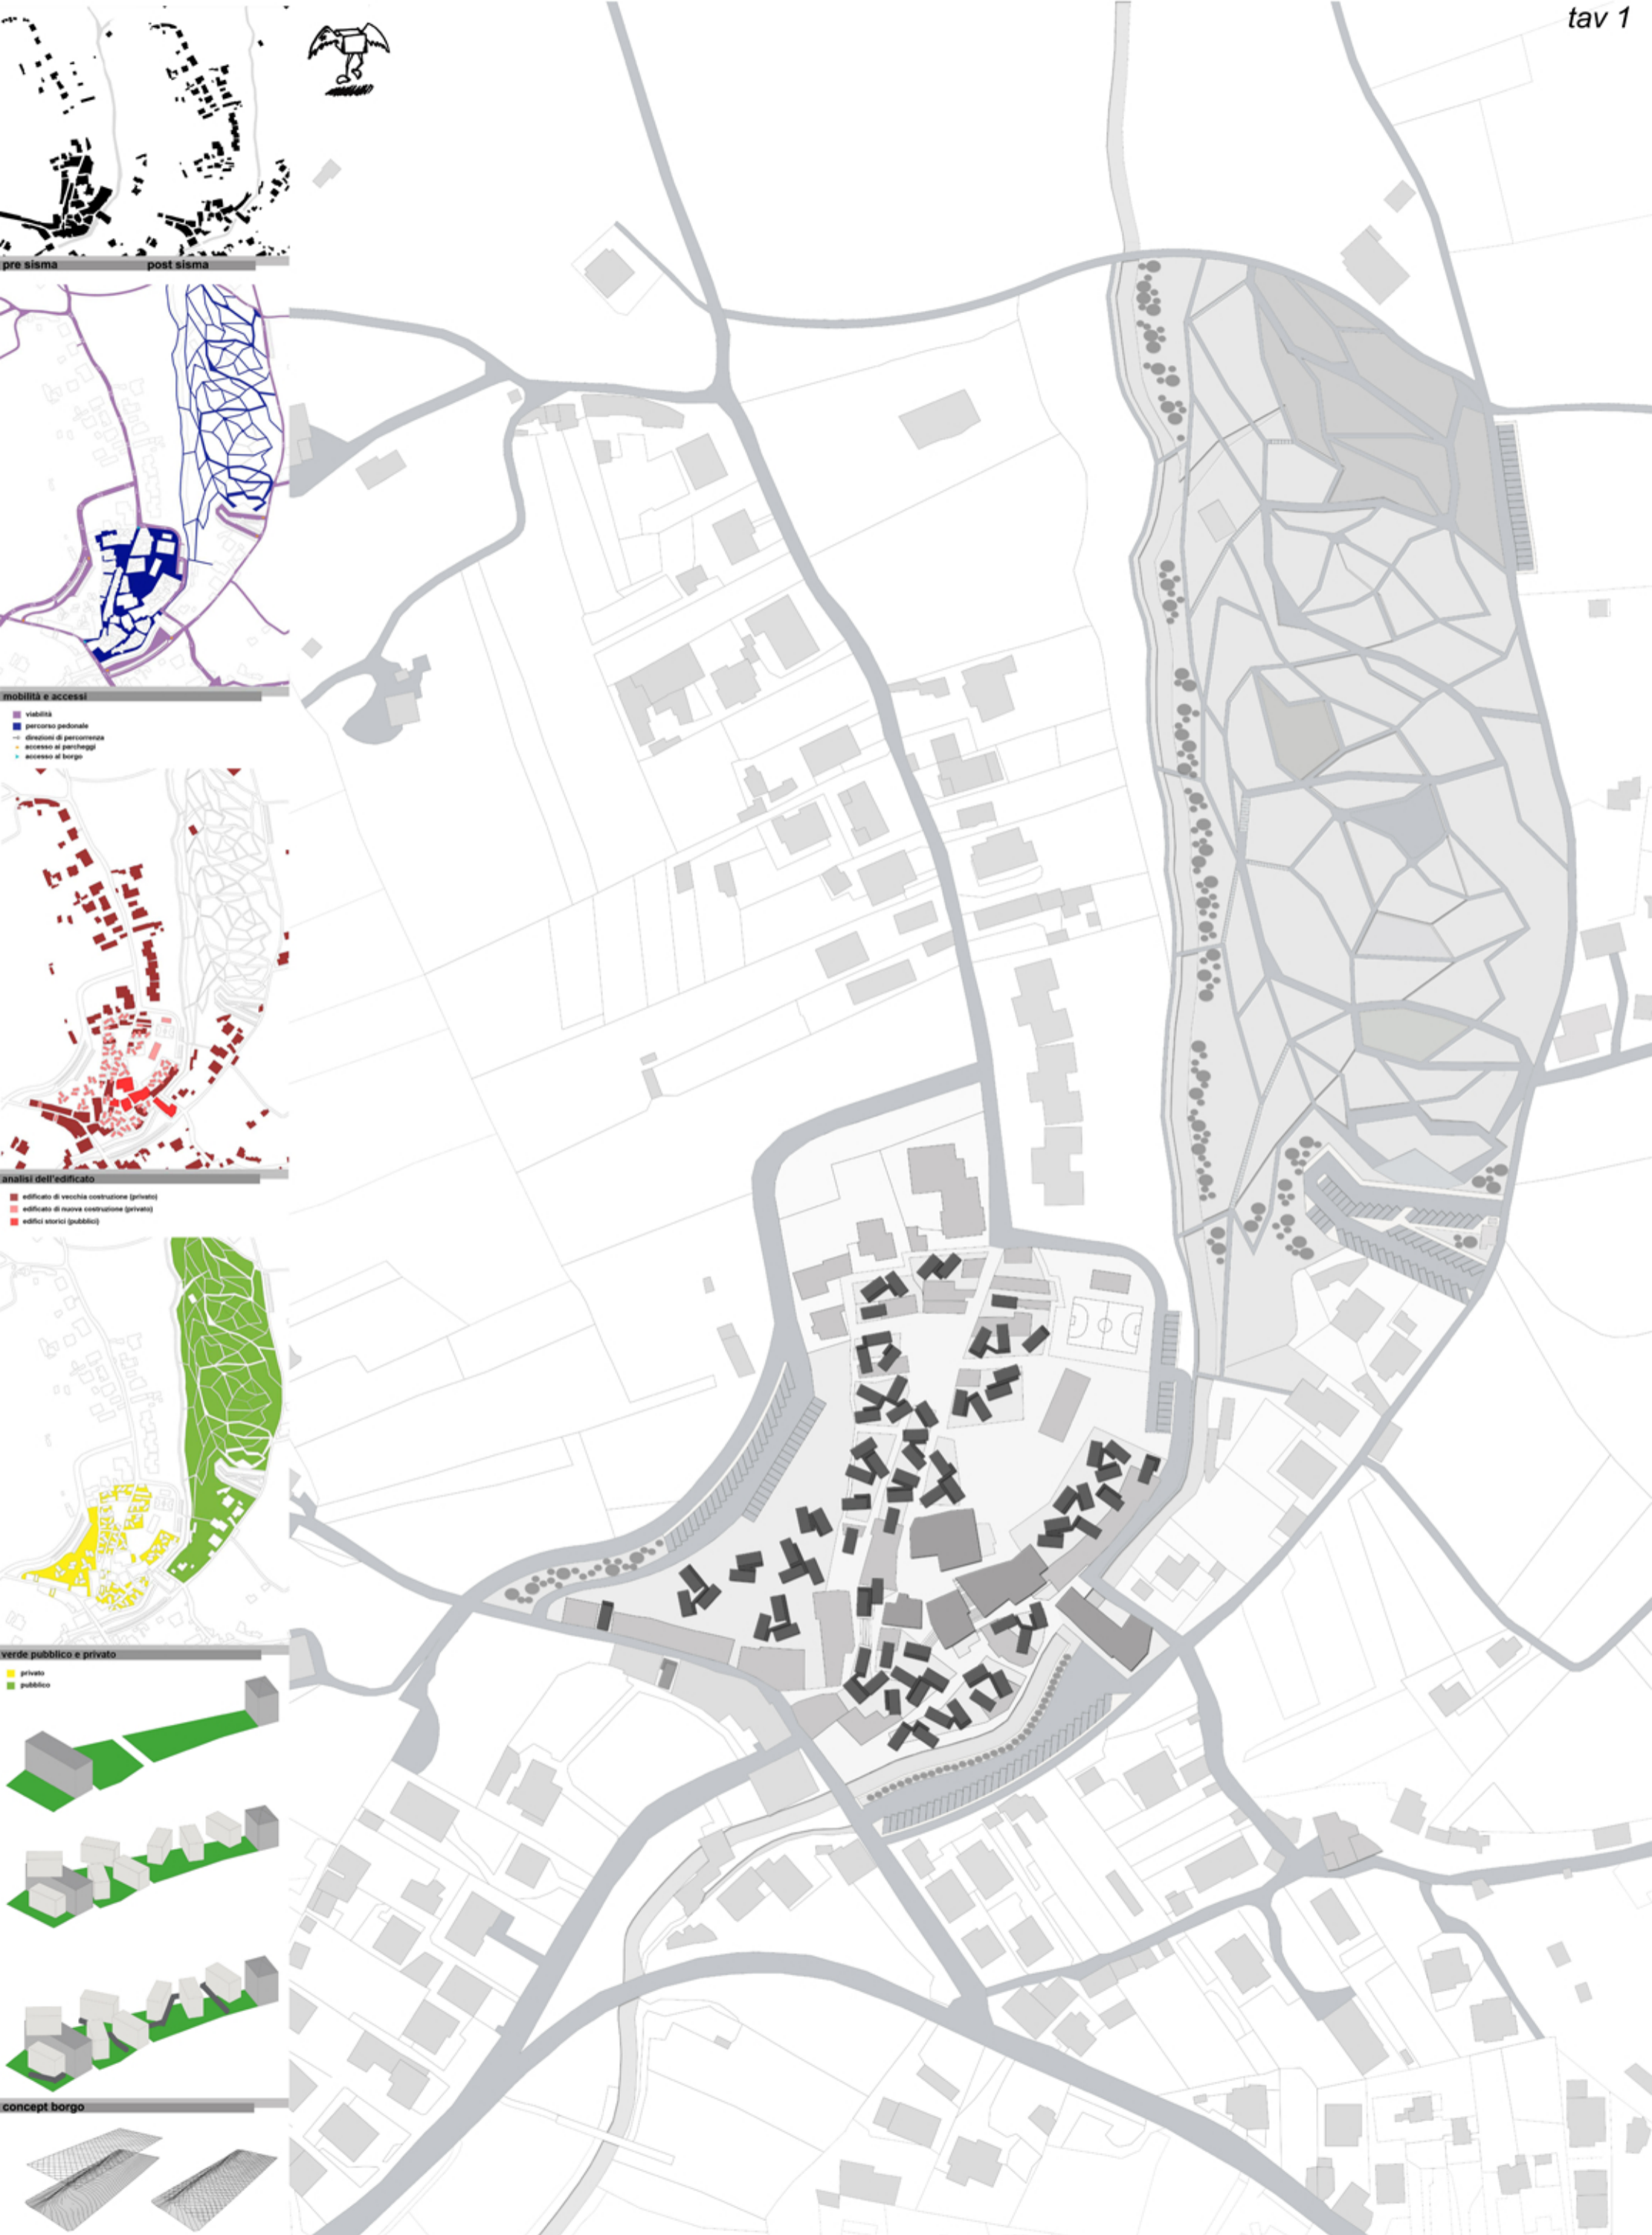 tav 1
pre sisma
post sisma
mobilità e accessi
viabilità
percorso pedonale
direzioni di percorrenza
accesso ai parcheggi
accesso al borgo
analisi dell'edificato
edificato di vecchia costruzione (privato)
edificato di nuova costruzione (privato)
edifici storici (pubblici)
verde pubblico e privato
privato
pubblico
concept borgo